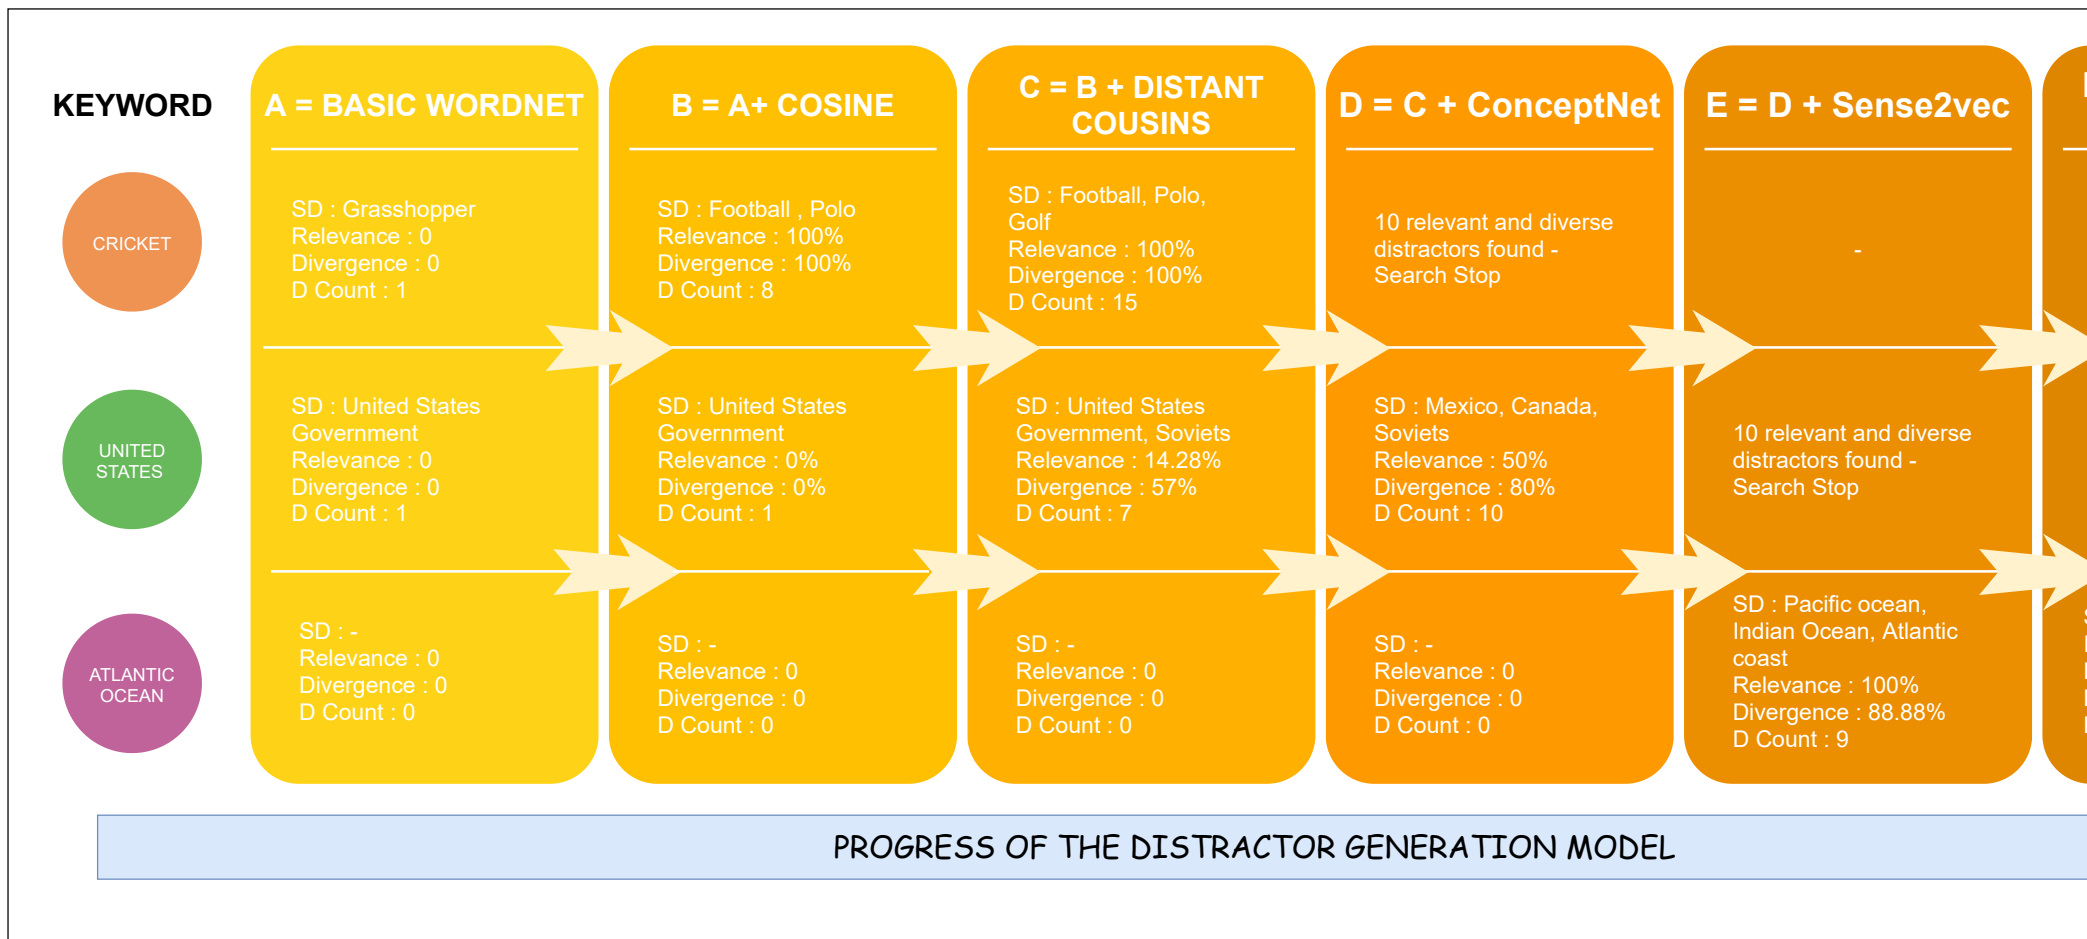 KEYWORD
A = BASIC WORDNET
B = A+ COSINE
C = B + DISTANT
COUSINS
D = C + ConceptNet
E = D + Sense2vec
CRICKET
SD : Grasshopper
Relevance : 0
Divergence : 0
D Count : 1
SD : Football , Polo
Relevance : 100%
Divergence : 100%
D Count : 8
SD : Football, Polo,
Golf
Relevance : 100%
Divergence : 100%
D Count : 15
10 relevant and diverse
distractors found -
Search Stop
-
UNITED
STATES
SD : United States
Government
Relevance : 0
Divergence : 0
D Count : 1
SD : United States
Government
Relevance : 0%
Divergence : 0%
D Count : 1
SD : United States
Government, Soviets
Relevance : 14.28%
Divergence : 57%
D Count : 7
SD : Mexico, Canada,
Soviets
Relevance : 50%
Divergence : 80%
D Count : 10
10 relevant and diverse
distractors found -
Search Stop
ATLANTIC
OCEAN
SD : -
Relevance : 0
Divergence : 0
D Count : 0
SD : -
Relevance : 0
Divergence : 0
D Count : 0
SD : -
Relevance : 0
Divergence : 0
D Count : 0
SD : -
Relevance : 0
Divergence : 0
D Count : 0
SD : Pacific ocean,
Indian Ocean, Atlantic
coast
Relevance : 100%
Divergence : 88.88%
D Count : 9
PROGRESS OF THE DISTRACTOR GENERATION MODEL